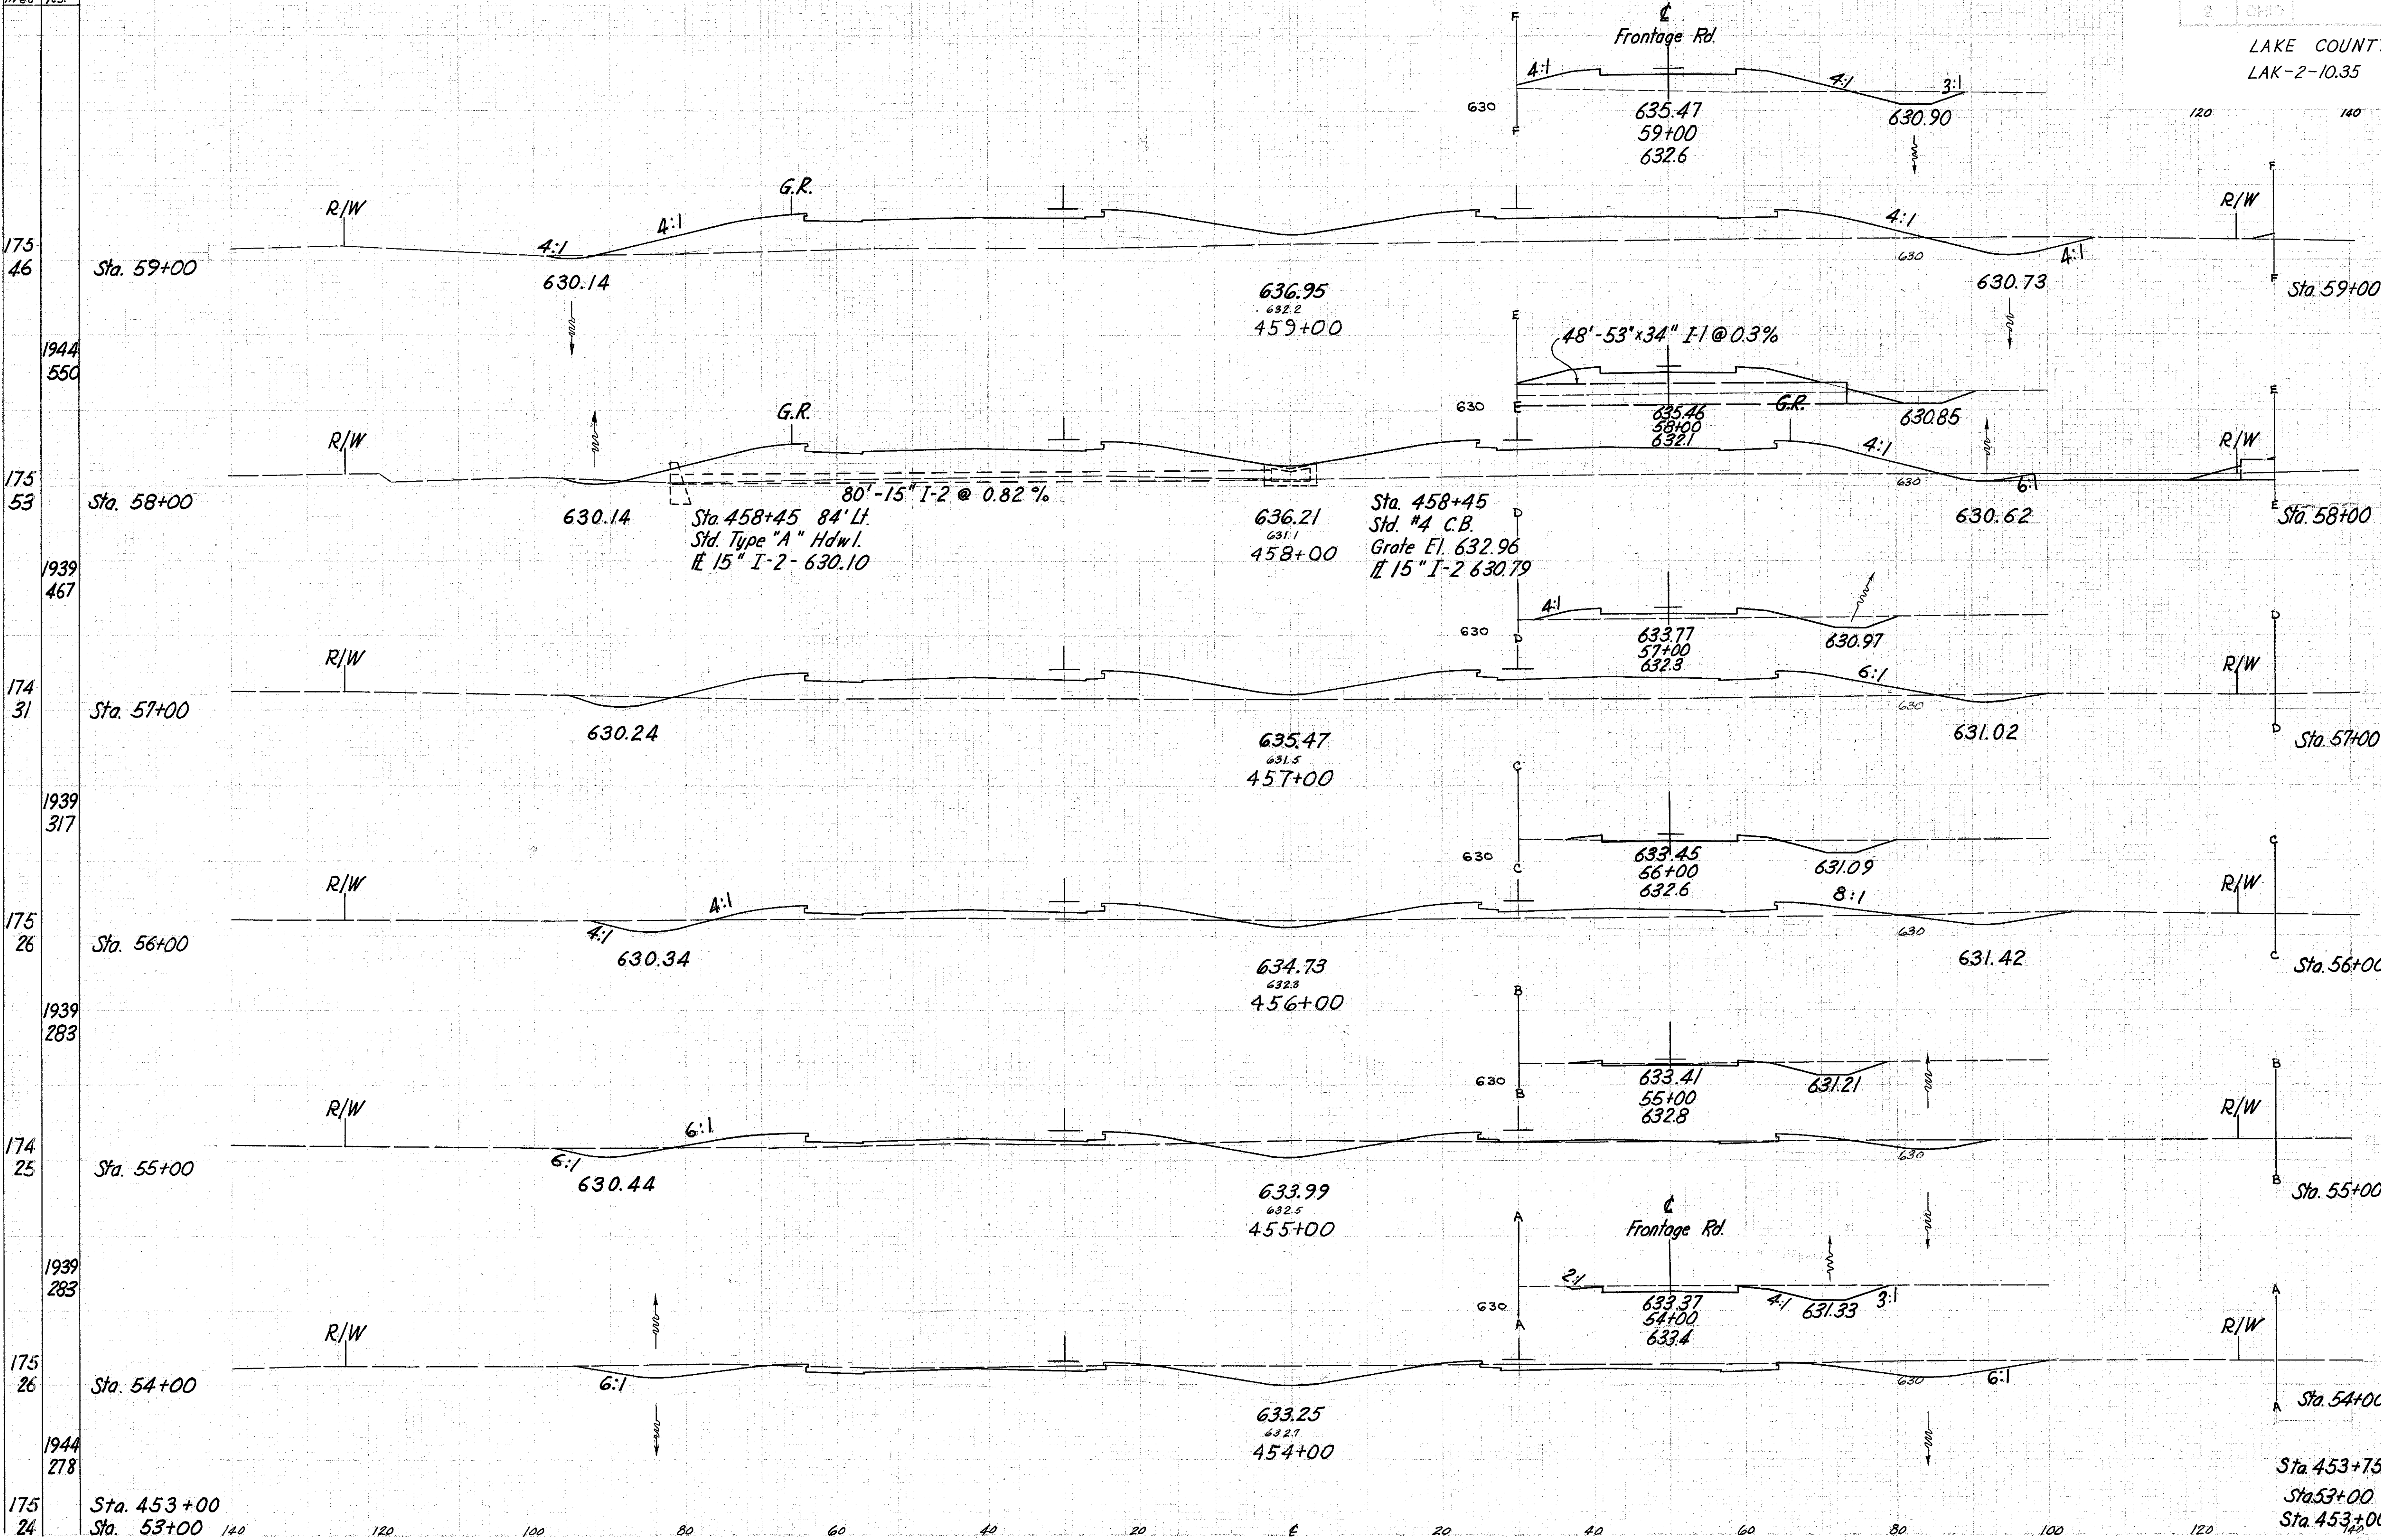 LAKE COUNTY
LAK-2-10.35
120
140
℄
Frontage Rd.
F
4:1
4:1
3:1
630
635.47
59+00
632.6
630.90
F
R/W
G.R.
4:1
4:1
4:1
4:1
R/W
F
175
46
Sta. 59+00
630.14
630
630.73
F
Sta. 59+00
636.95
632.2
459+00
1944
550
E
48'-53"x34" I-1 @ 0.3%
630
E
635.46
58+00
632.1
G.R.
630.85
E
R/W
G.R.
4:1
R/W
175
53
Sta. 58+00
80'-15" I-2 @ 0.82 %
630
6:1
E
Sta. 58+00
630.14
Sta. 458+45 84' Lt.
Std. Type "A" Hdwl.
℄ 15" I-2 - 630.10
636.21
631.1
458+00
Sta. 458+45
Std. #4 C.B.
Grate El. 632.96
℄ 15" I-2 630.79
630.62
1939
467
D
4:1
630
D
633.77
57+00
632.3
630.97
D
R/W
6:1
R/W
174
31
Sta. 57+00
630
630.24
631.02
D
Sta. 57+00
635.47
631.5
457+00
1939
317
C
630
C
633.45
56+00
632.6
631.09
C
R/W
4:1
4:1
8:1
R/W
175
26
Sta. 56+00
630
630.34
631.42
C
Sta. 56+00
634.73
632.3
456+00
1939
283
B
630
B
633.41
55+00
632.8
631.21
B
R/W
6:1
6:1
R/W
174
25
Sta. 55+00
630
630.44
B
Sta. 55+00
633.99
632.5
455+00
℄
Frontage Rd.
1939
283
A
2:1
630
A
633.37
54+00
633.4
4:1
631.33
3:1
A
R/W
R/W
175
26
Sta. 54+00
6:1
630
6:1
A
Sta. 54+00
633.25
632.7
454+00
1944
278
Sta. 453+75
175
24
Sta. 453+00
Sta. 53+00
Sta. 53+00
Sta. 453+00
140
120
100
80
60
40
20
℄
20
40
60
80
100
120
140